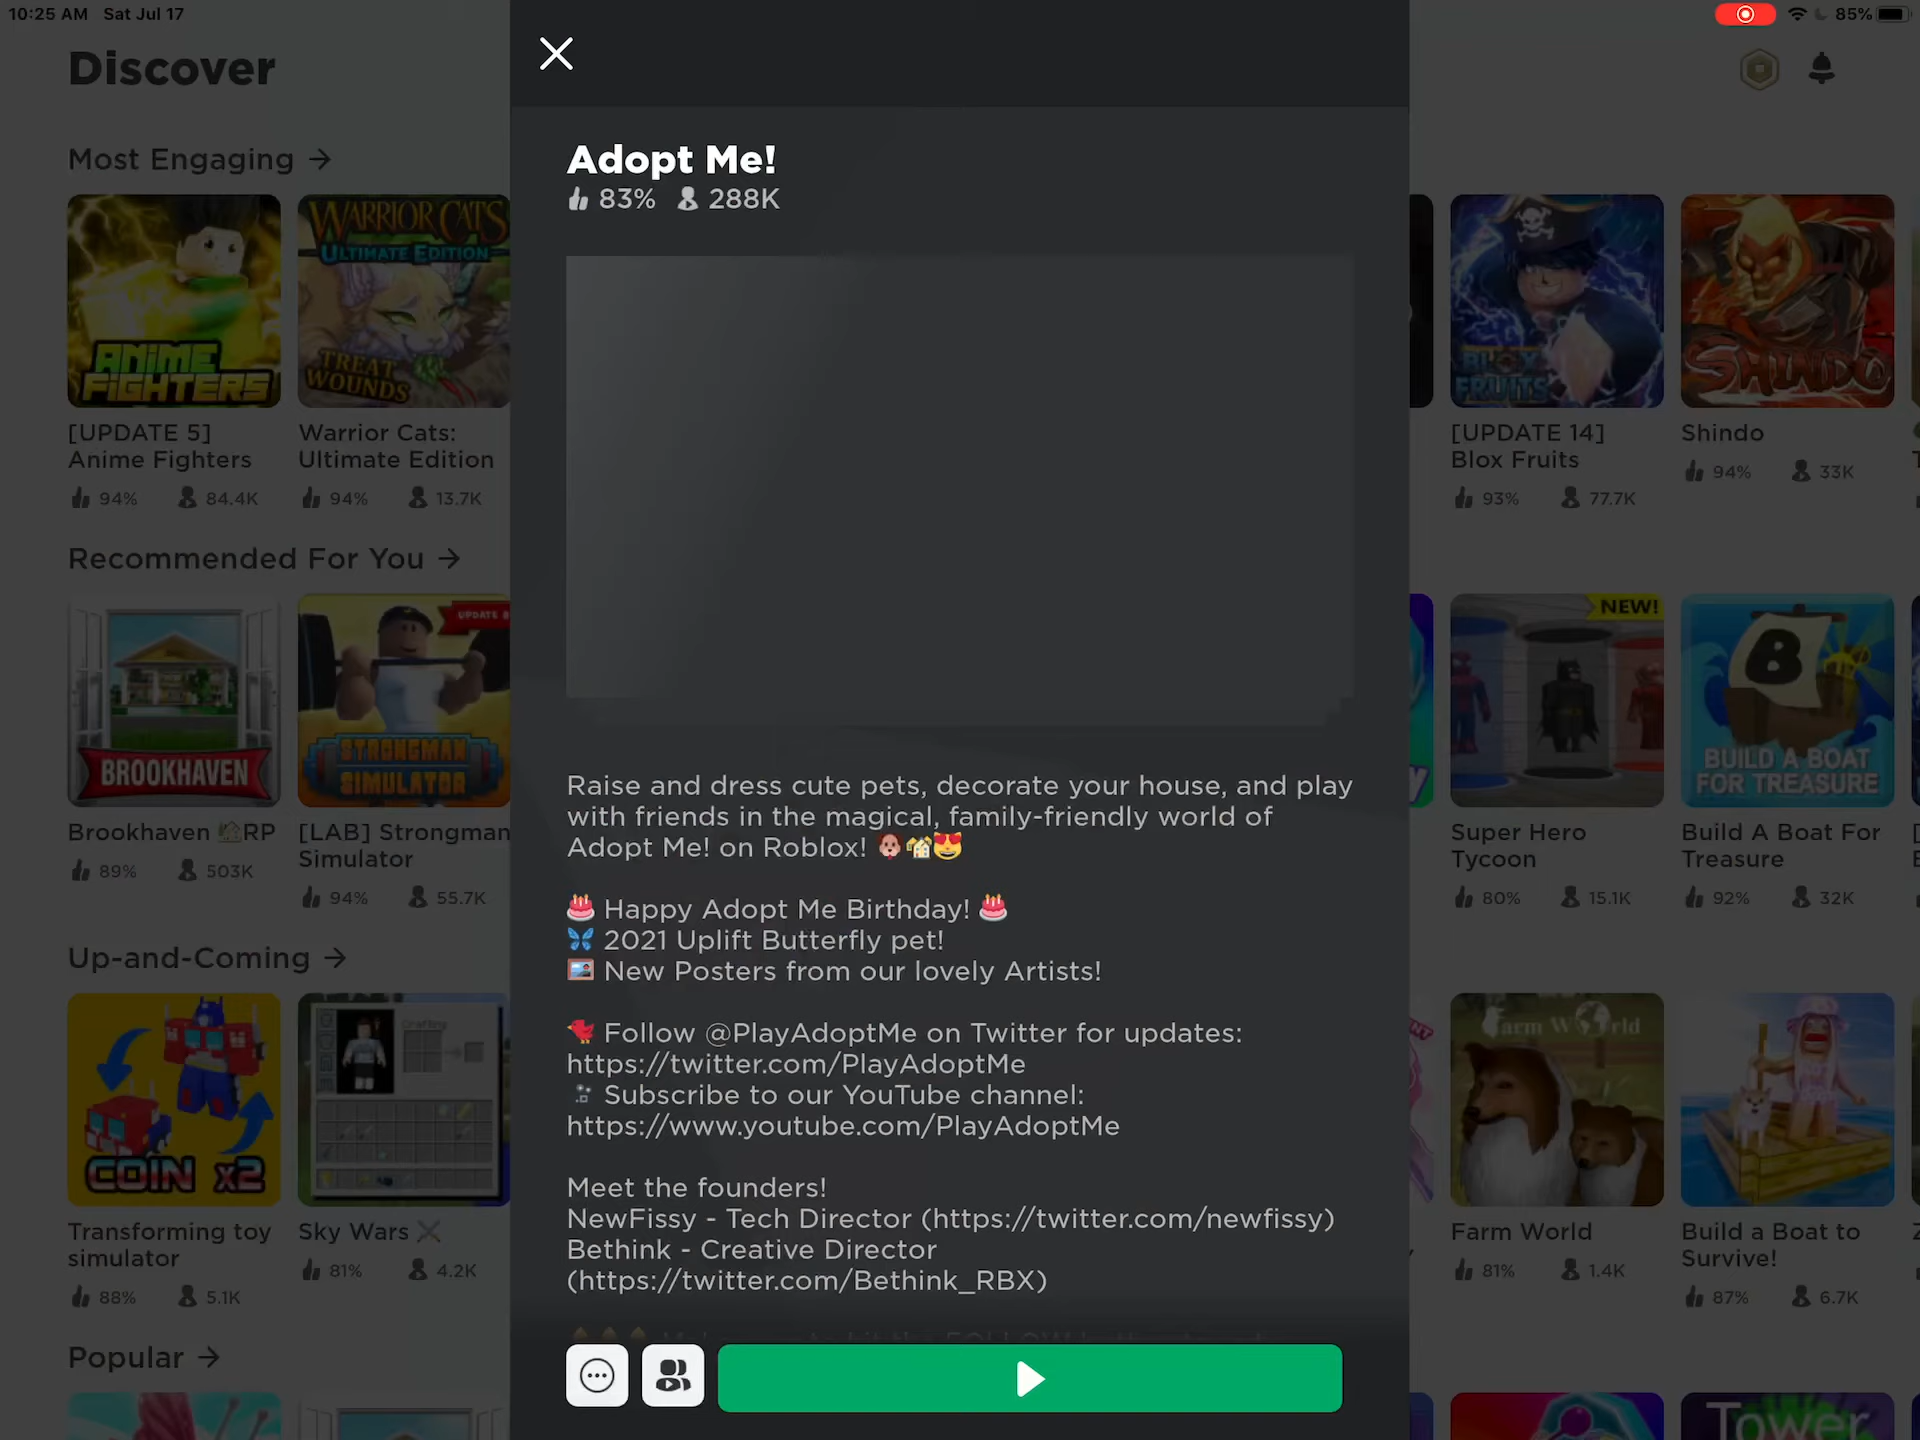 10:25 AM Sat Jul 17
85%
Discover
Most Engaging →
WARRIOR CATS
ULTIMATE EDITION
TREAT
WOUNDS
ANIME
FIGHTERS
[UPDATE 5]
Anime Fighters
94% 84.4K
Warrior Cats:
Ultimate Edition
94% 13.7K
Recommended For You →
BROOKHAVEN
UPDATE 8
STRONGMAN
SIMULATOR
Brookhaven 🏡RP
89% 503K
[LAB] Strongman
Simulator
94% 55.7K
Up-and-Coming →
COIN x2
Crafting
Transforming toy
simulator
88% 5.1K
Sky Wars ⚔
81% 4.2K
Popular →
Adopt Me!
83% 288K
Raise and dress cute pets, decorate your house, and play
with friends in the magical, family-friendly world of
Adopt Me! on Roblox! 🐶🏠😻
🎂 Happy Adopt Me Birthday! 🎂
🦋 2021 Uplift Butterfly pet!
🖼️ New Posters from our lovely Artists!
🐦 Follow @PlayAdoptMe on Twitter for updates:
https://twitter.com/PlayAdoptMe
Subscribe to our YouTube channel:
https://www.youtube.com/PlayAdoptMe
Meet the founders!
NewFissy - Tech Director (https://twitter.com/newfissy)
Bethink - Creative Director
(https://twitter.com/Bethink_RBX)
BLOX
FRUITS
SHINDO
[UPDATE 14]
Blox Fruits
93% 77.7K
Shindo
94% 33K
NEW!
B
BUILD A BOAT
FOR TREASURE
Super Hero
Tycoon
80% 15.1K
Build A Boat For
Treasure
92% 32K
Farm World
Farm World
81% 1.4K
Build a Boat to
Survive!
87% 6.7K
Tower